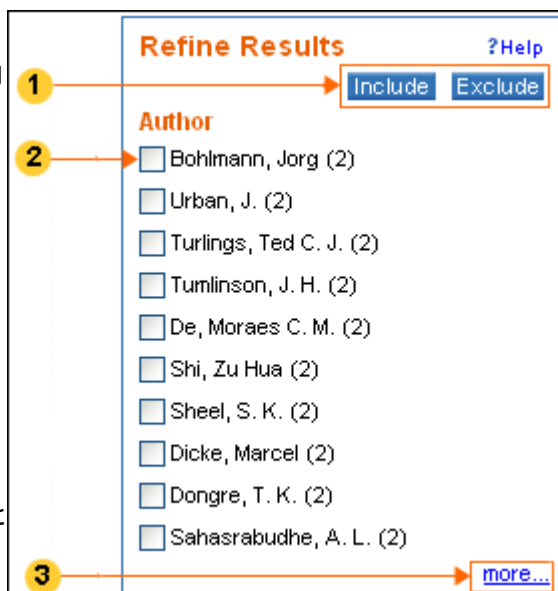 Refine Results ?Help
1 Include Exclude
Author
2 Bohlmann, Jorg (2)
Urban, J. (2)
Turlings, Ted C. J. (2)
Tumlinson, J. H. (2)
De, Moraes C. M. (2)
Shi, Zu Hua (2)
Sheel, S. K. (2)
Dicke, Marcel (2)
Dongre, T. K. (2)
Sahasrabudhe, A. L. (2)
3 more...